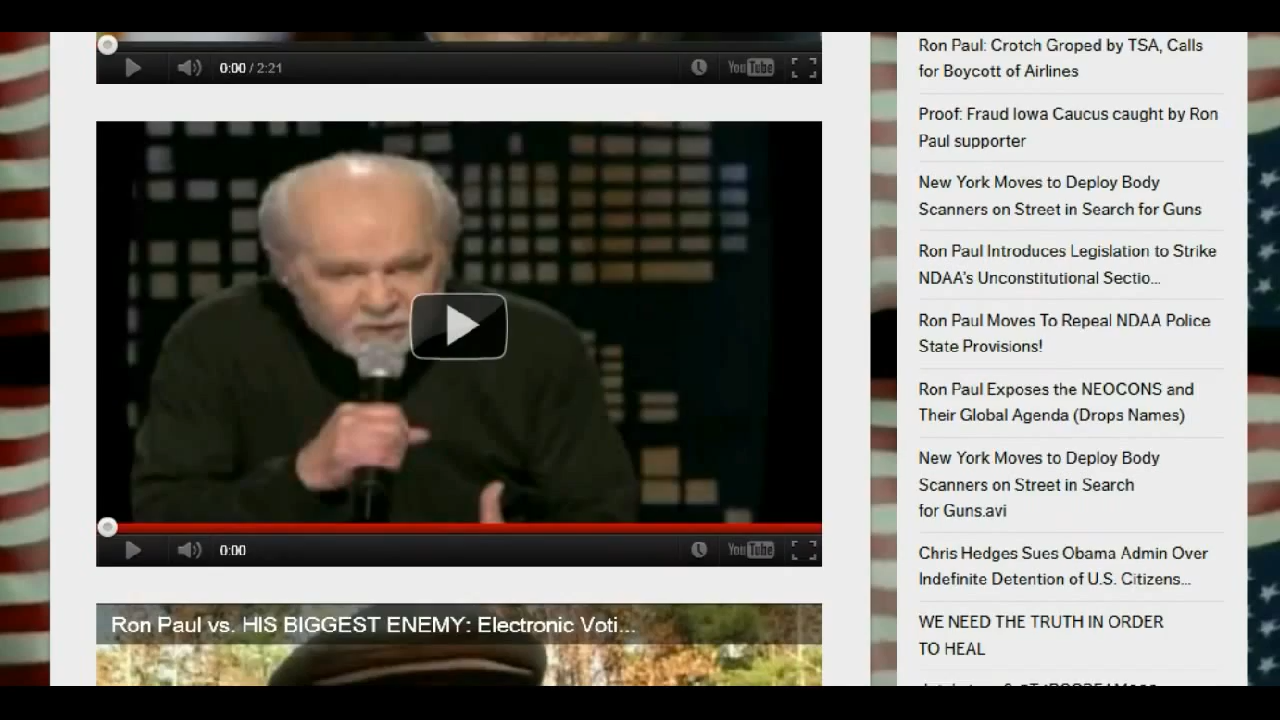 0:00 / 2:21
YouTube
0:00
YouTube
Ron Paul vs. HIS BIGGEST ENEMY: Electronic Voti...
Ron Paul: Crotch Groped by TSA, Calls
for Boycott of Airlines
Proof: Fraud Iowa Caucus caught by Ron
Paul supporter
New York Moves to Deploy Body
Scanners on Street in Search for Guns
Ron Paul Introduces Legislation to Strike
NDAA's Unconstitutional Sectio...
Ron Paul Moves To Repeal NDAA Police
State Provisions!
Ron Paul Exposes the NEOCONS and
Their Global Agenda (Drops Names)
New York Moves to Deploy Body
Scanners on Street in Search
for Guns.avi
Chris Hedges Sues Obama Admin Over
Indefinite Detention of U.S. Citizens...
WE NEED THE TRUTH IN ORDER
TO HEAL